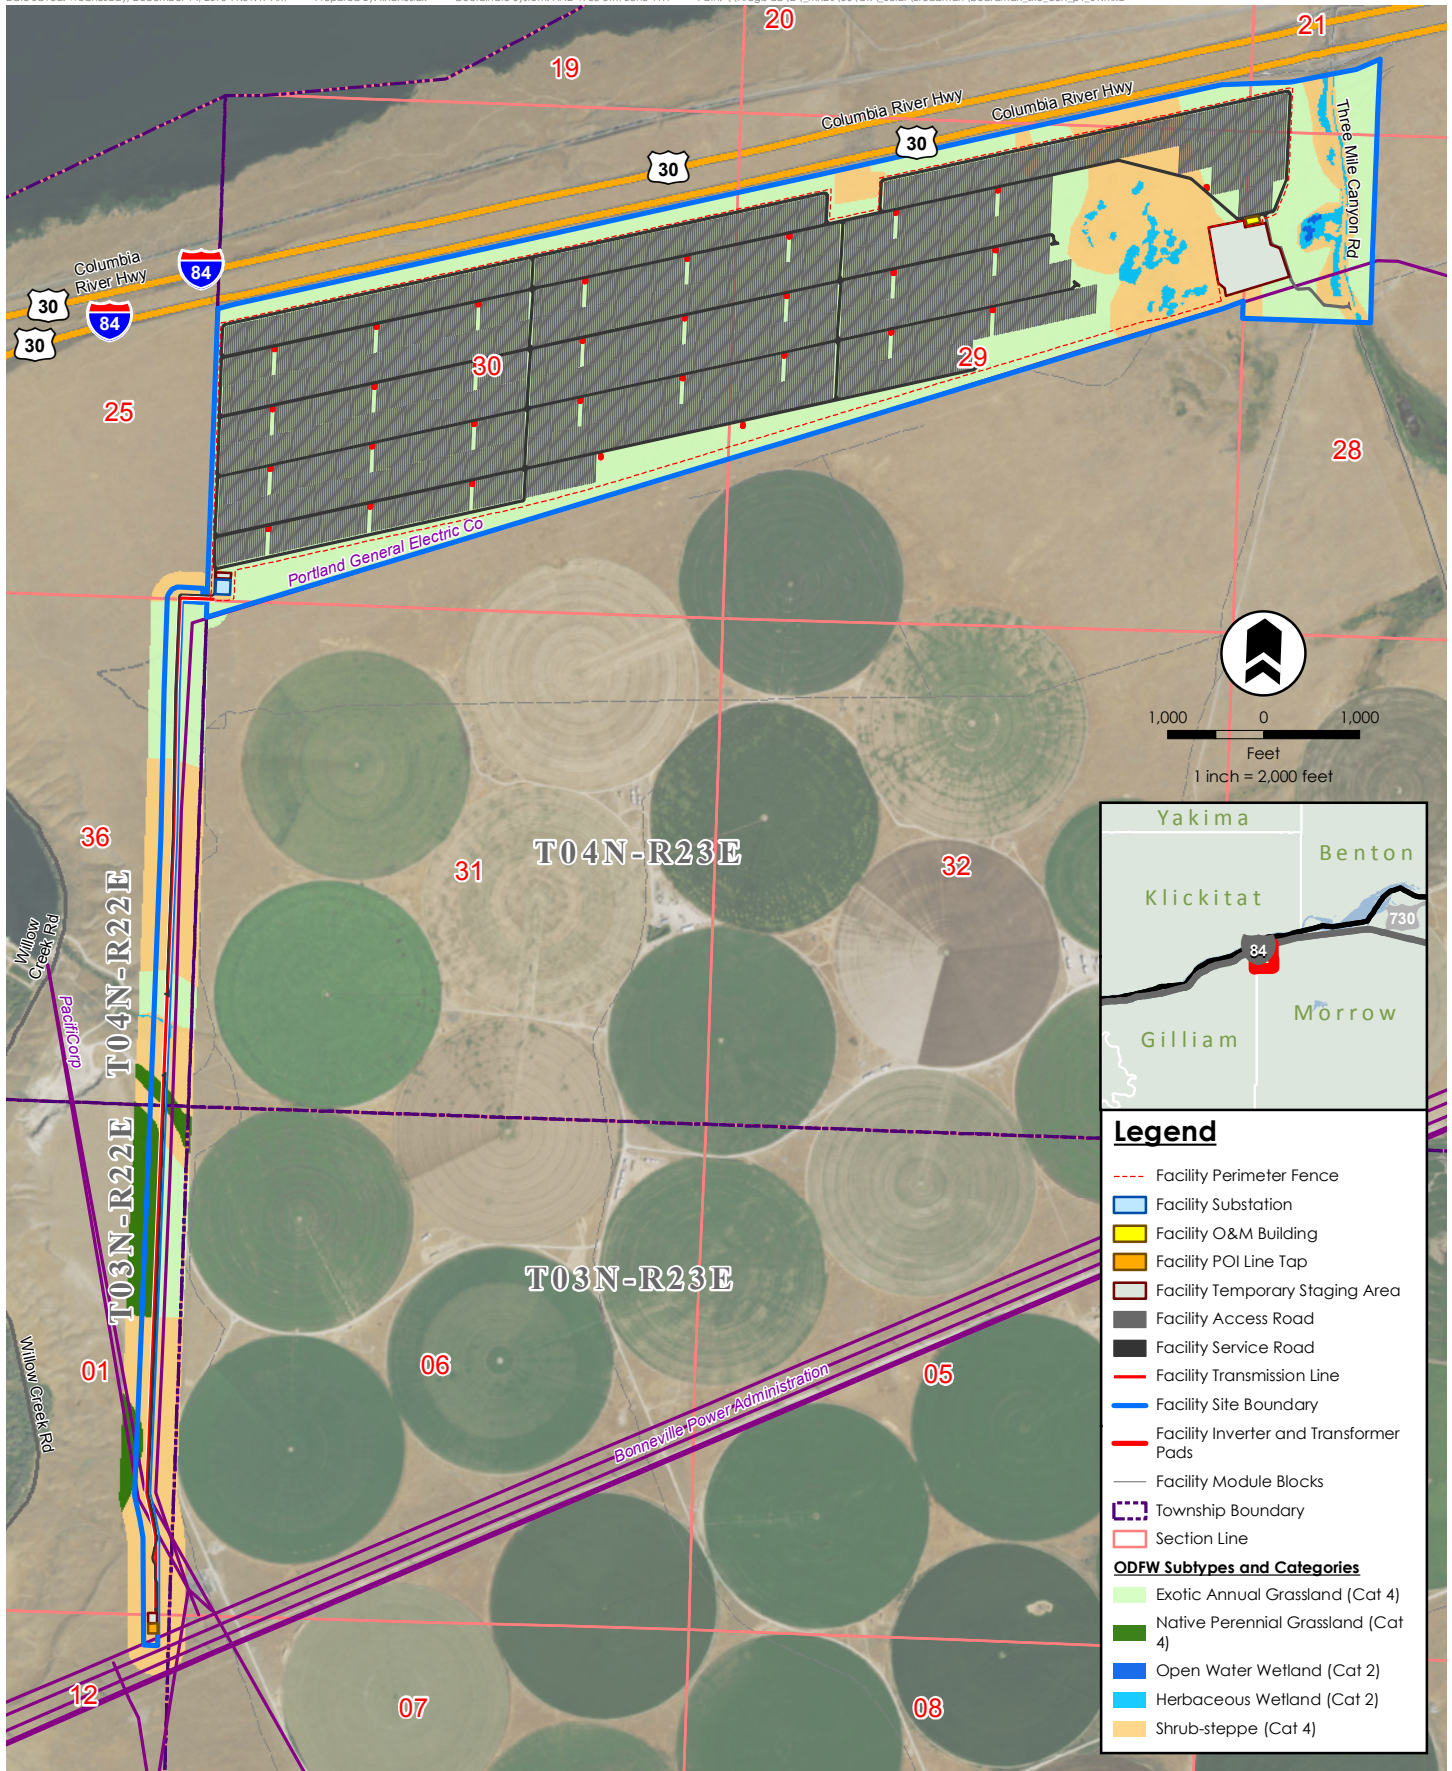 20
21
19
Columbia River Hwy
Columbia River Hwy
30
30
Three Mile Canyon Rd
Columbia
River Hwy
84
30
84
30
30
29
25
28
Portland General Electric Co
1,000 0 1,000
Feet
1 inch = 2,000 feet
36
31
T04N-R23E
32
T04N-R22E
Willow
Creek Rd
PacifiCorp
Yakima
Benton
Klickitat
730
84
Morrow
Gilliam
T03N-R22E
T03N-R23E
01
06
05
Willow Creek Rd
Bonneville Power Administration
12
07
08
Legend
Facility Perimeter Fence
Facility Substation
Facility O&M Building
Facility POI Line Tap
Facility Temporary Staging Area
Facility Access Road
Facility Service Road
Facility Transmission Line
Facility Site Boundary
Facility Inverter and Transformer
Pads
Facility Module Blocks
Township Boundary
Section Line
ODFW Subtypes and Categories
Exotic Annual Grassland (Cat 4)
Native Perennial Grassland (Cat
4)
Open Water Wetland (Cat 2)
Herbaceous Wetland (Cat 2)
Shrub-steppe (Cat 4)